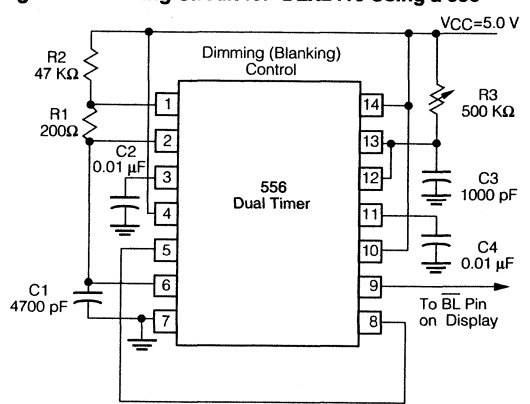 VCC=5.0 V
R2
47 KΩ
Dimming (Blanking)
Control
R1
200Ω
R3
500 KΩ
C2
0.01 µF
C3
1000 pF
556
Dual Timer
C4
0.01 µF
C1
4700 pF
To BL Pin
on Display
1
2
3
4
5
6
7
14
13
12
11
10
9
8